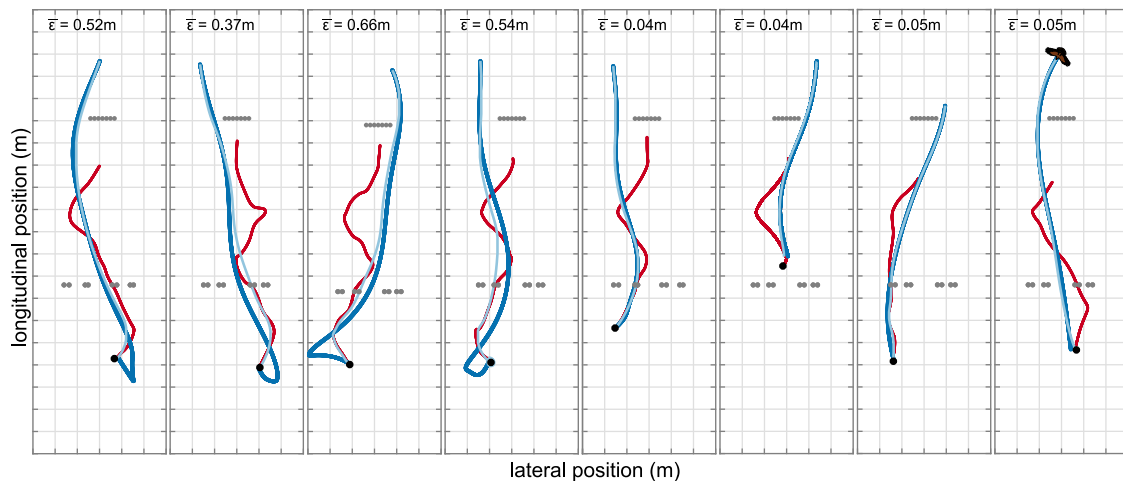 ε̅ = 0.52m
ε̅ = 0.37m
ε̅ = 0.66m
ε̅ = 0.54m
ε̅ = 0.04m
ε̅ = 0.04m
ε̅ = 0.05m
ε̅ = 0.05m
longitudinal position (m)
lateral position (m)